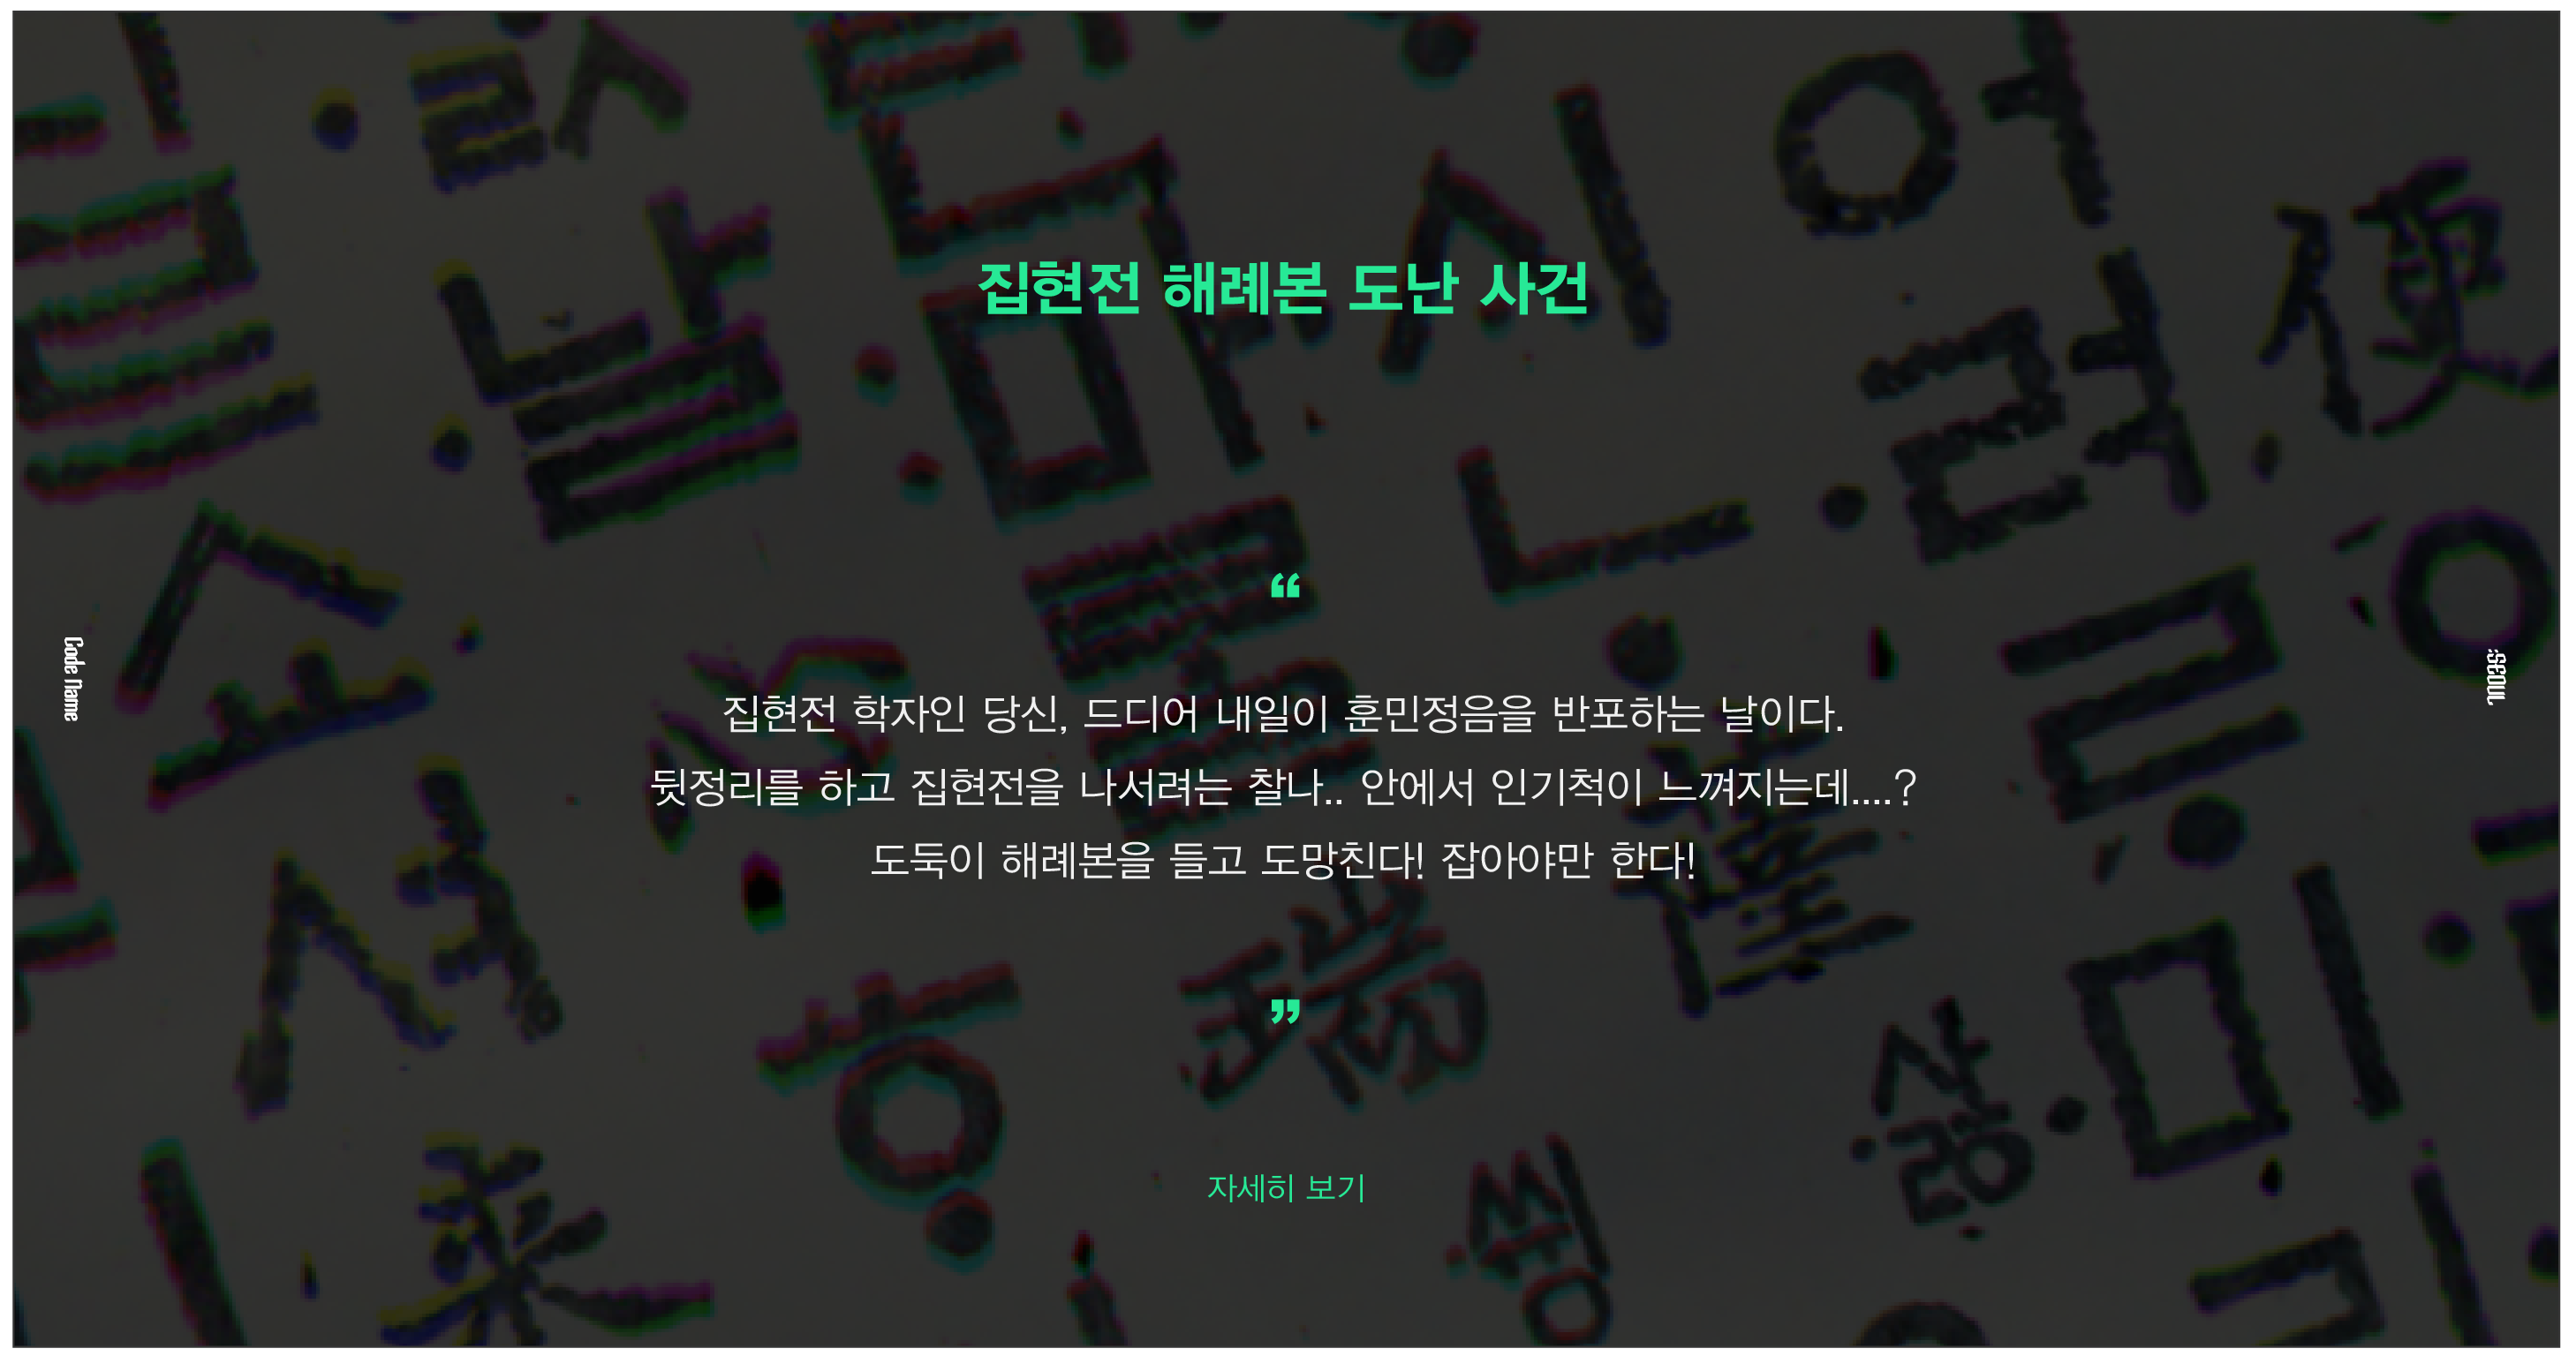 집현전 해례본 도난 사건
“
집현전 학자인 당신, 드디어 내일이 훈민정음을 반포하는 날이다.
뒷정리를 하고 집현전을 나서려는 찰나.. 안에서 인기척이 느껴지는데....?
도둑이 해례본을 들고 도망친다! 잡아야만 한다!
”
자세히 보기
Code Name
:SEOUL